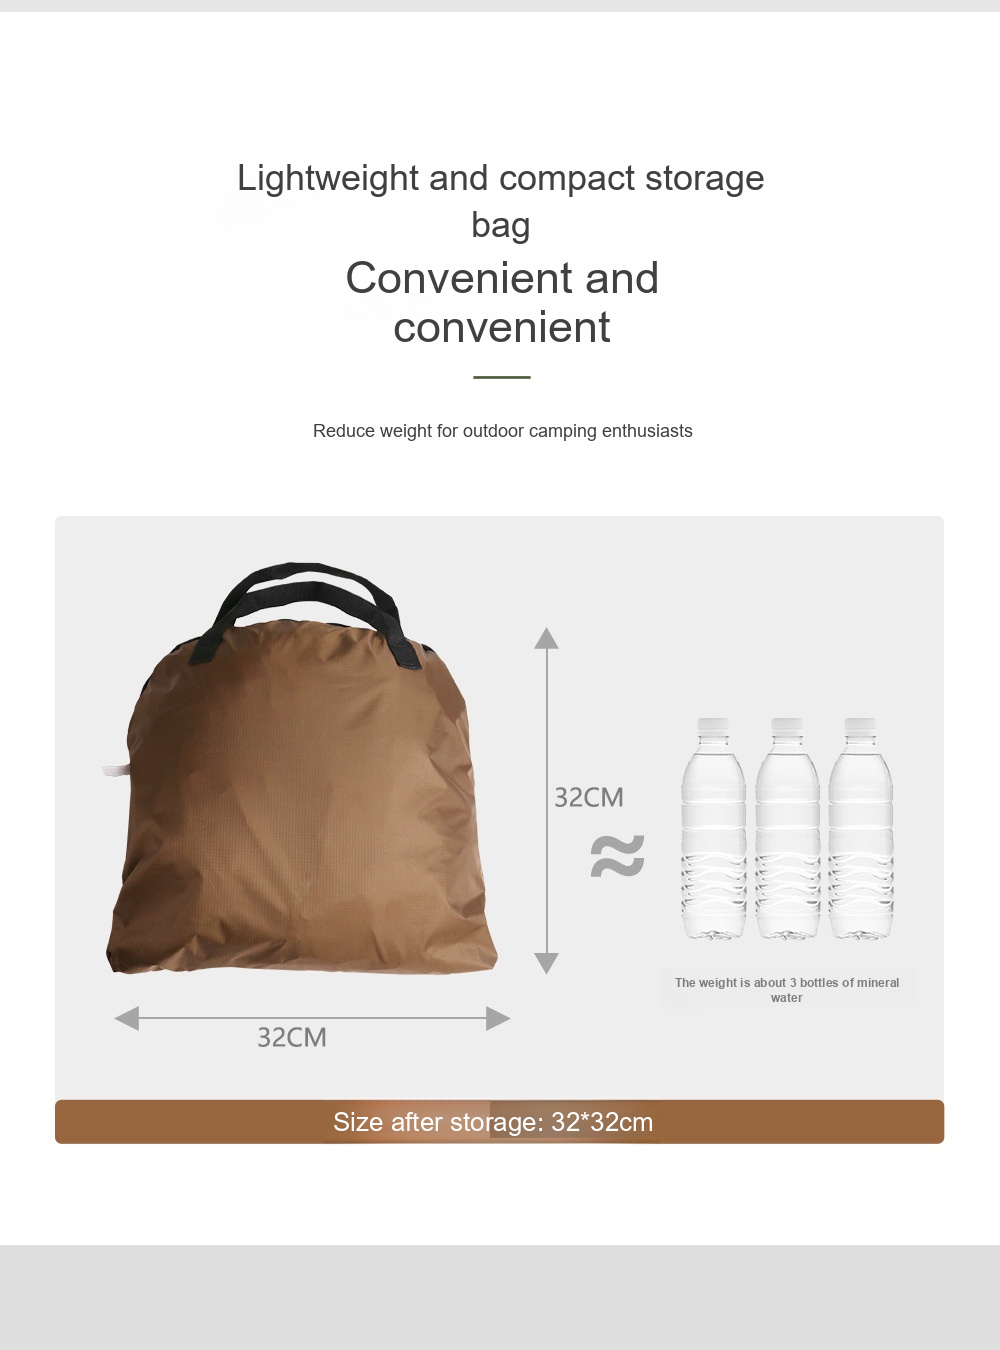 Lightweight and compact storage
bag
Convenient and
convenient
Reduce weight for outdoor camping enthusiasts
32CM
≈
The weight is about 3 bottles of mineral
water
32CM
Size after storage: 32*32cm